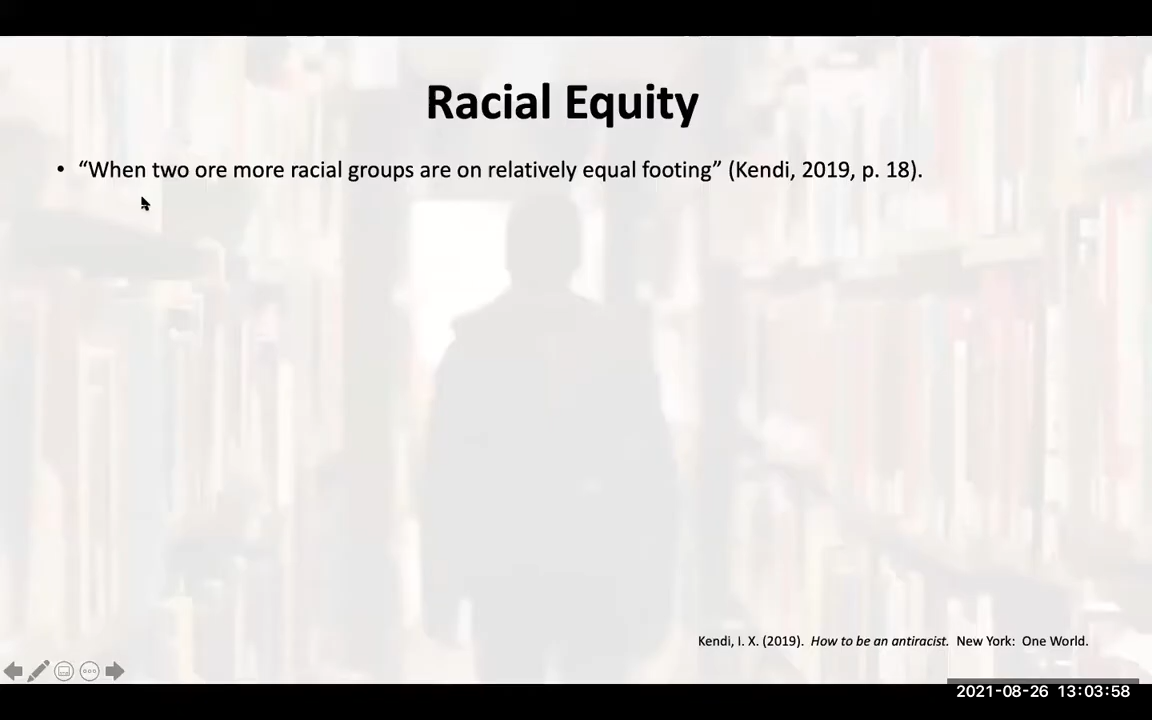 Racial Equity
• “When two ore more racial groups are on relatively equal footing” (Kendi, 2019, p. 18).
Kendi, I. X. (2019). How to be an antiracist. New York: One World.
2021-08-26 13:03:58